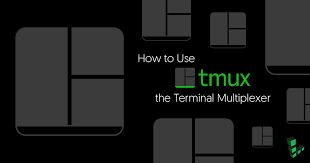 How to Use
tmux
the Terminal Multiplexer